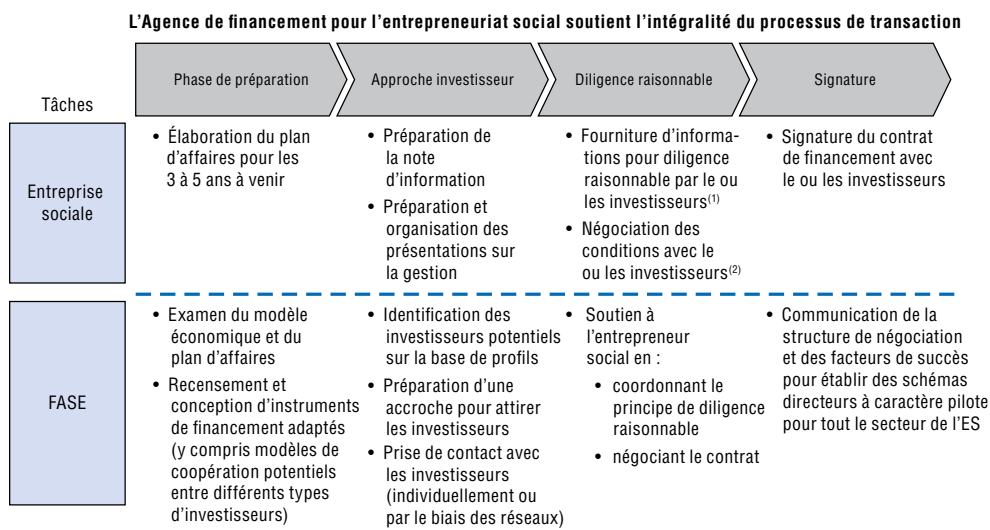 L'Agence de financement pour l'entrepreneuriat social soutient l'intégralité du processus de transaction
Phase de préparation
Approche investisseur
Diligence raisonnable
Signature
Tâches
Entreprise
sociale
• Élaboration du plan
d'affaires pour les
3 à 5 ans à venir
• Préparation de
la note
d'information
• Préparation et
organisation des
présentations sur
la gestion
• Fourniture d'informa-
tions pour diligence
raisonnable par le ou
les investisseurs(1)
• Négociation des
conditions avec le
ou les investisseurs(2)
• Signature du contrat
de financement avec
le ou les investisseurs
FASE
• Examen du modèle
économique et du
plan d'affaires
• Recensement et
conception d'instruments
de financement adaptés
(y compris modèles de
coopération potentiels
entre différents types
d'investisseurs)
• Identification des
investisseurs potentiels
sur la base de profils
• Préparation d'une
accroche pour attirer
les investisseurs
• Prise de contact avec
les investisseurs
(individuellement ou
par le biais des réseaux)
• Soutien à
l'entrepreneur
social en :
• coordonnant le
principe de diligence
raisonnable
• négociant le contrat
• Communication de la
structure de négociation
et des facteurs de succès
pour établir des schémas
directeurs à caractère pilote
pour tout le secteur de l'ES